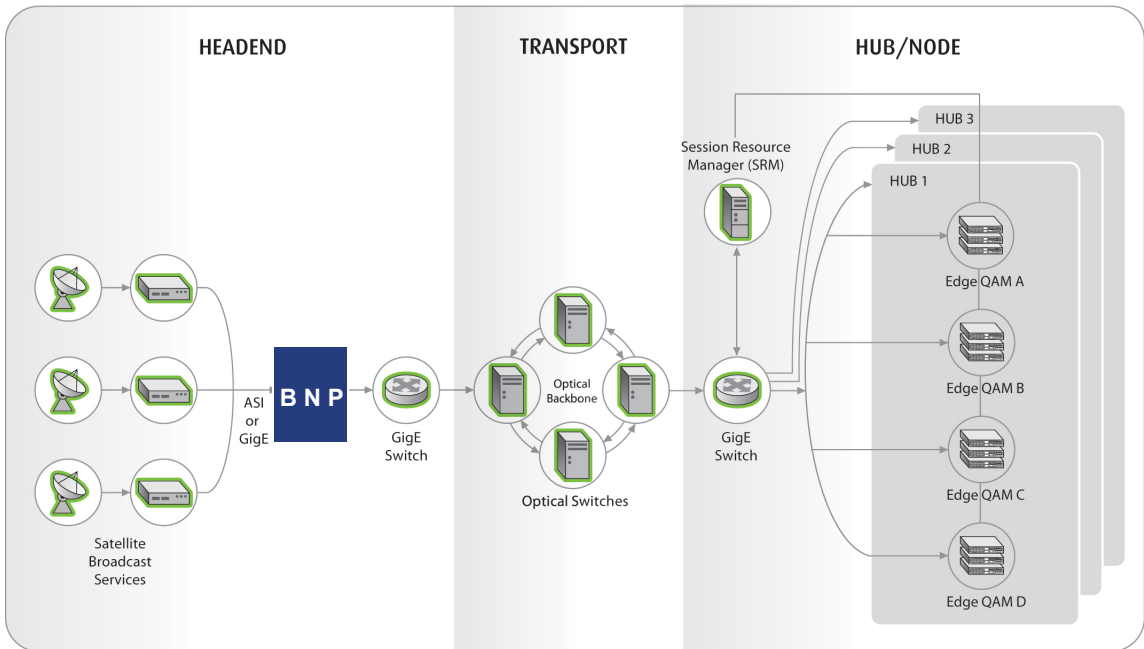 HEADEND
TRANSPORT
HUB/NODE
HUB 3
HUB 2
HUB 1
Session Resource
Manager (SRM)
Edge QAM A
Edge QAM B
Edge QAM C
Edge QAM D
ASI
or
GigE
BNP
GigE
Switch
Optical
Backbone
Optical Switches
GigE
Switch
Satellite
Broadcast
Services